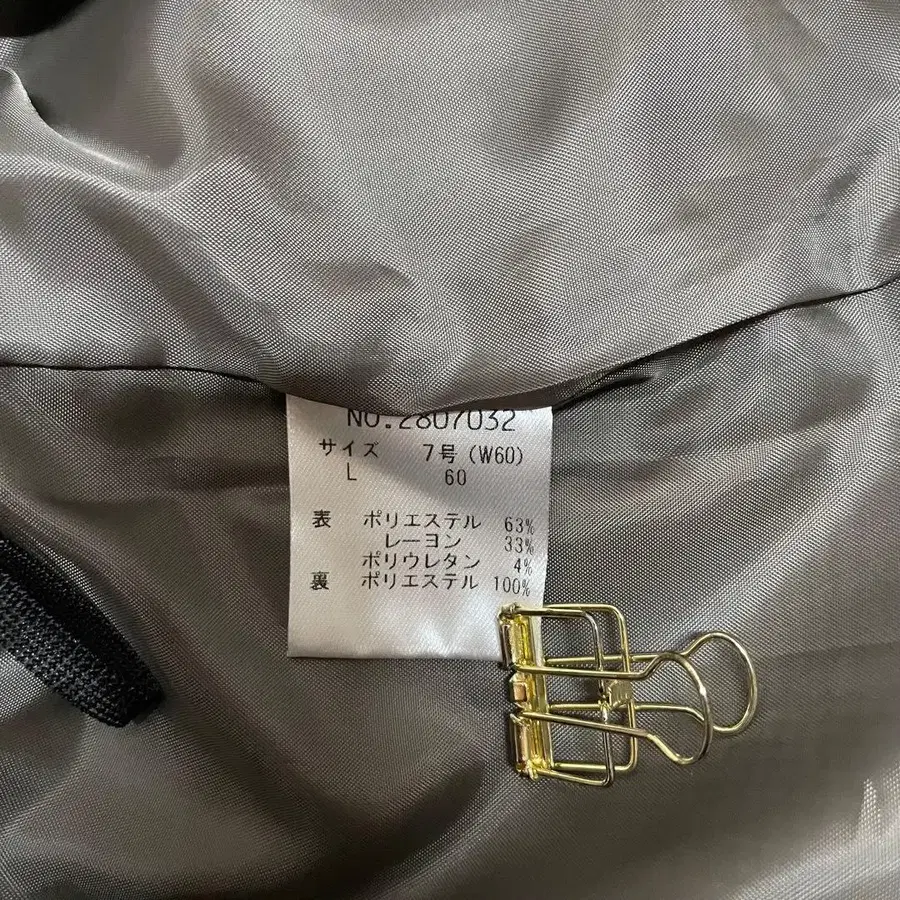 NO.2807032
サイズ 7号(W60)
L 60
表 ポリエステル 63%
レーヨン 33%
ポリウレタン 4%
裏 ポリエステル 100%